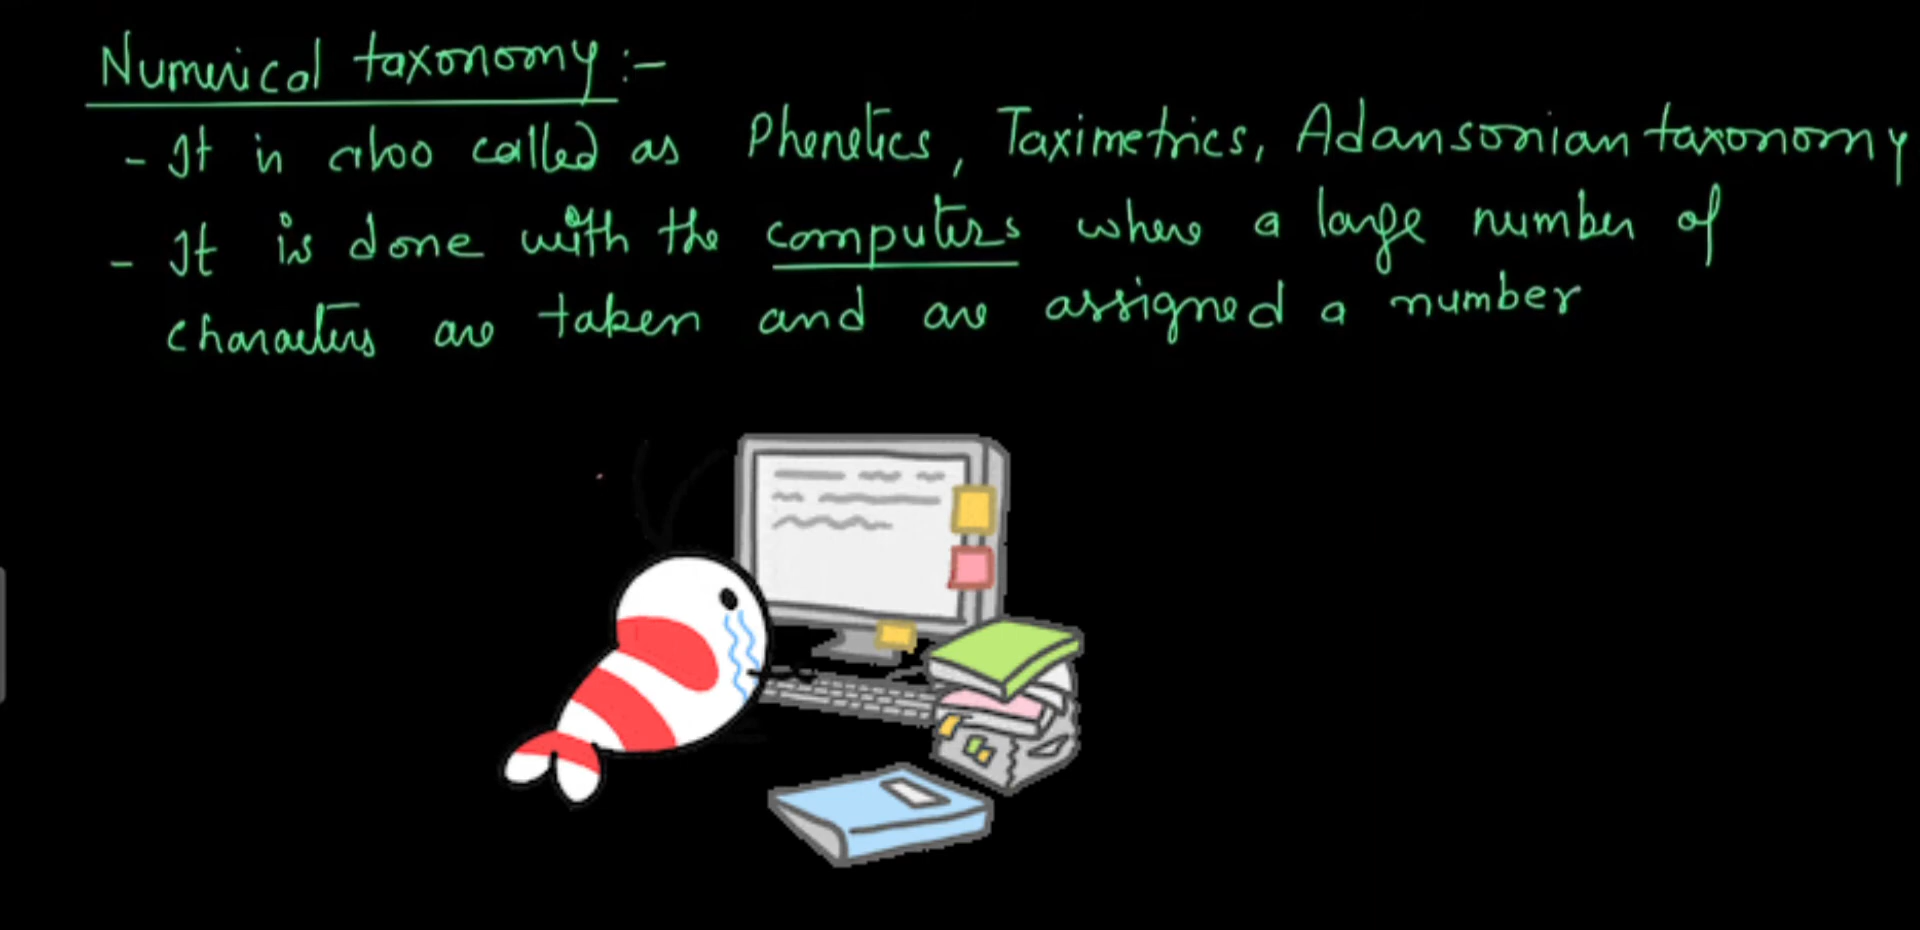 Numerical taxonomy :-
- It is also called as Phenetics, Taximetrics, Adansonian taxonomy
- It is done with the computers where a large number of
characters are taken and are assigned a number